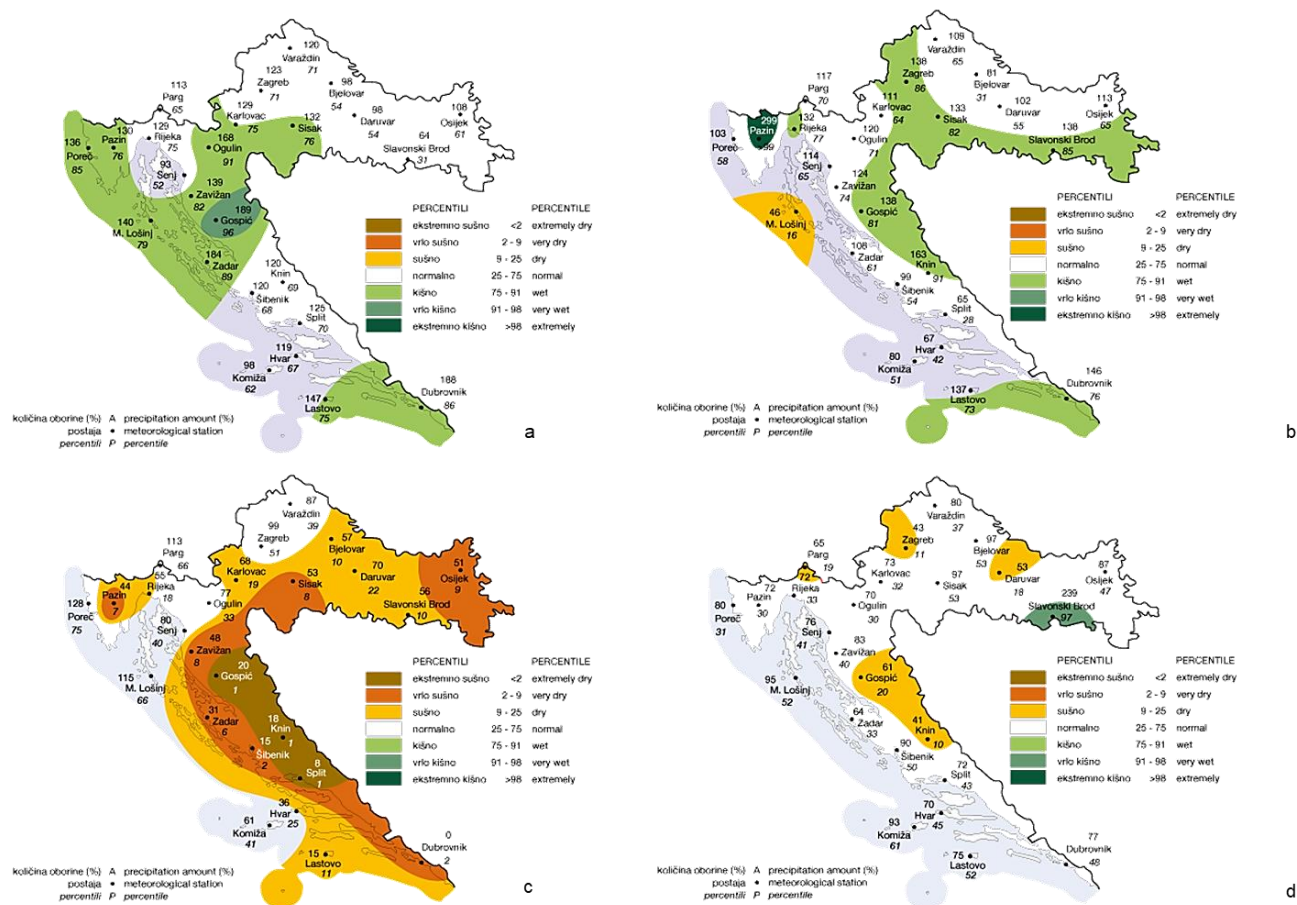 120
Varaždin
71
123
Zagreb
71
98
Bjelovar
54
113
Parg
65
129
Karlovac
75
132
Sisak
76
98
Daruvar
54
108
Osijek
61
64
Slavonski Brod
31
129
Rijeka
75
130
Pazin
76
136
Poreč
85
168
Ogulin
91
93
Senj
52
139
Zavižan
82
189
Gospić
96
140
M. Lošinj
79
184
Zadar
89
120
Knin
69
120
Šibenik
68
125
Split
70
119
Hvar
67
98
Komiža
62
147
Lastovo
75
188
Dubrovnik
86
PERCENTILI PERCENTILE
ekstremno sušno <2 extremely dry
vrlo sušno 2 - 9 very dry
sušno 9 - 25 dry
normalno 25 - 75 normal
kišno 75 - 91 wet
vrlo kišno 91 - 98 very wet
ekstremno kišno >98 extremely
količina oborine (%) A precipitation amount (%)
postaja • meteorological station
percentili P percentile
a
109
Varaždin
65
138
Zagreb
86
81
Bjelovar
31
117
Parg
70
111
Karlovac
64
133
Sisak
82
102
Daruvar
55
113
Osijek
65
138
Slavonski Brod
85
132
Rijeka
77
299
Pazin
>99
103
Poreč
58
120
Ogulin
71
114
Senj
65
124
Zavižan
74
138
Gospić
81
46
M. Lošinj
16
108
Zadar
61
163
Knin
91
99
Šibenik
54
65
Split
28
67
Hvar
42
80
Komiža
51
137
Lastovo
73
146
Dubrovnik
76
PERCENTILI PERCENTILE
ekstremno sušno <2 extremely dry
vrlo sušno 2 - 9 very dry
sušno 9 - 25 dry
normalno 25 - 75 normal
kišno 75 - 91 wet
vrlo kišno 91 - 98 very wet
ekstremno kišno >98 extremely
količina oborine (%) A precipitation amount (%)
postaja • meteorological station
percentili P percentile
b
87
Varaždin
39
99
Zagreb
51
57
Bjelovar
10
113
Parg
66
68
Karlovac
19
53
Sisak
8
70
Daruvar
22
51
Osijek
9
56
Slavonski Brod
10
55
Rijeka
18
44
Pazin
7
128
Poreč
75
77
Ogulin
33
80
Senj
40
48
Zavižan
8
20
Gospić
1
115
M. Lošinj
66
31
Zadar
6
18
Knin
1
15
Šibenik
2
8
Split
1
36
Hvar
25
61
Komiža
41
15
Lastovo
11
0
Dubrovnik
2
PERCENTILI PERCENTILE
ekstremno sušno <2 extremely dry
vrlo sušno 2 - 9 very dry
sušno 9 - 25 dry
normalno 25 - 75 normal
kišno 75 - 91 wet
vrlo kišno 91 - 98 very wet
ekstremno kišno >98 extremely
količina oborine (%) A precipitation amount (%)
postaja • meteorological station
percentili P percentile
c
80
Varaždin
37
43
Zagreb
11
97
Bjelovar
53
65
Parg
19
73
Karlovac
32
97
Sisak
53
53
Daruvar
18
87
Osijek
47
239
Slavonski Brod
97
72
Rijeka
33
72
Pazin
30
80
Poreč
31
70
Ogulin
30
76
Senj
41
83
Zavižan
40
61
Gospić
20
95
M. Lošinj
52
64
Zadar
33
41
Knin
10
90
Šibenik
50
72
Split
43
70
Hvar
45
93
Komiža
61
75
Lastovo
52
77
Dubrovnik
48
PERCENTILI PERCENTILE
ekstremno sušno <2 extremely dry
vrlo sušno 2 - 9 very dry
sušno 9 - 25 dry
normalno 25 - 75 normal
kišno 75 - 91 wet
vrlo kišno 91 - 98 very wet
ekstremno kišno >98 extremely
količina oborine (%) A precipitation amount (%)
postaja • meteorological station
percentili P percentile
d